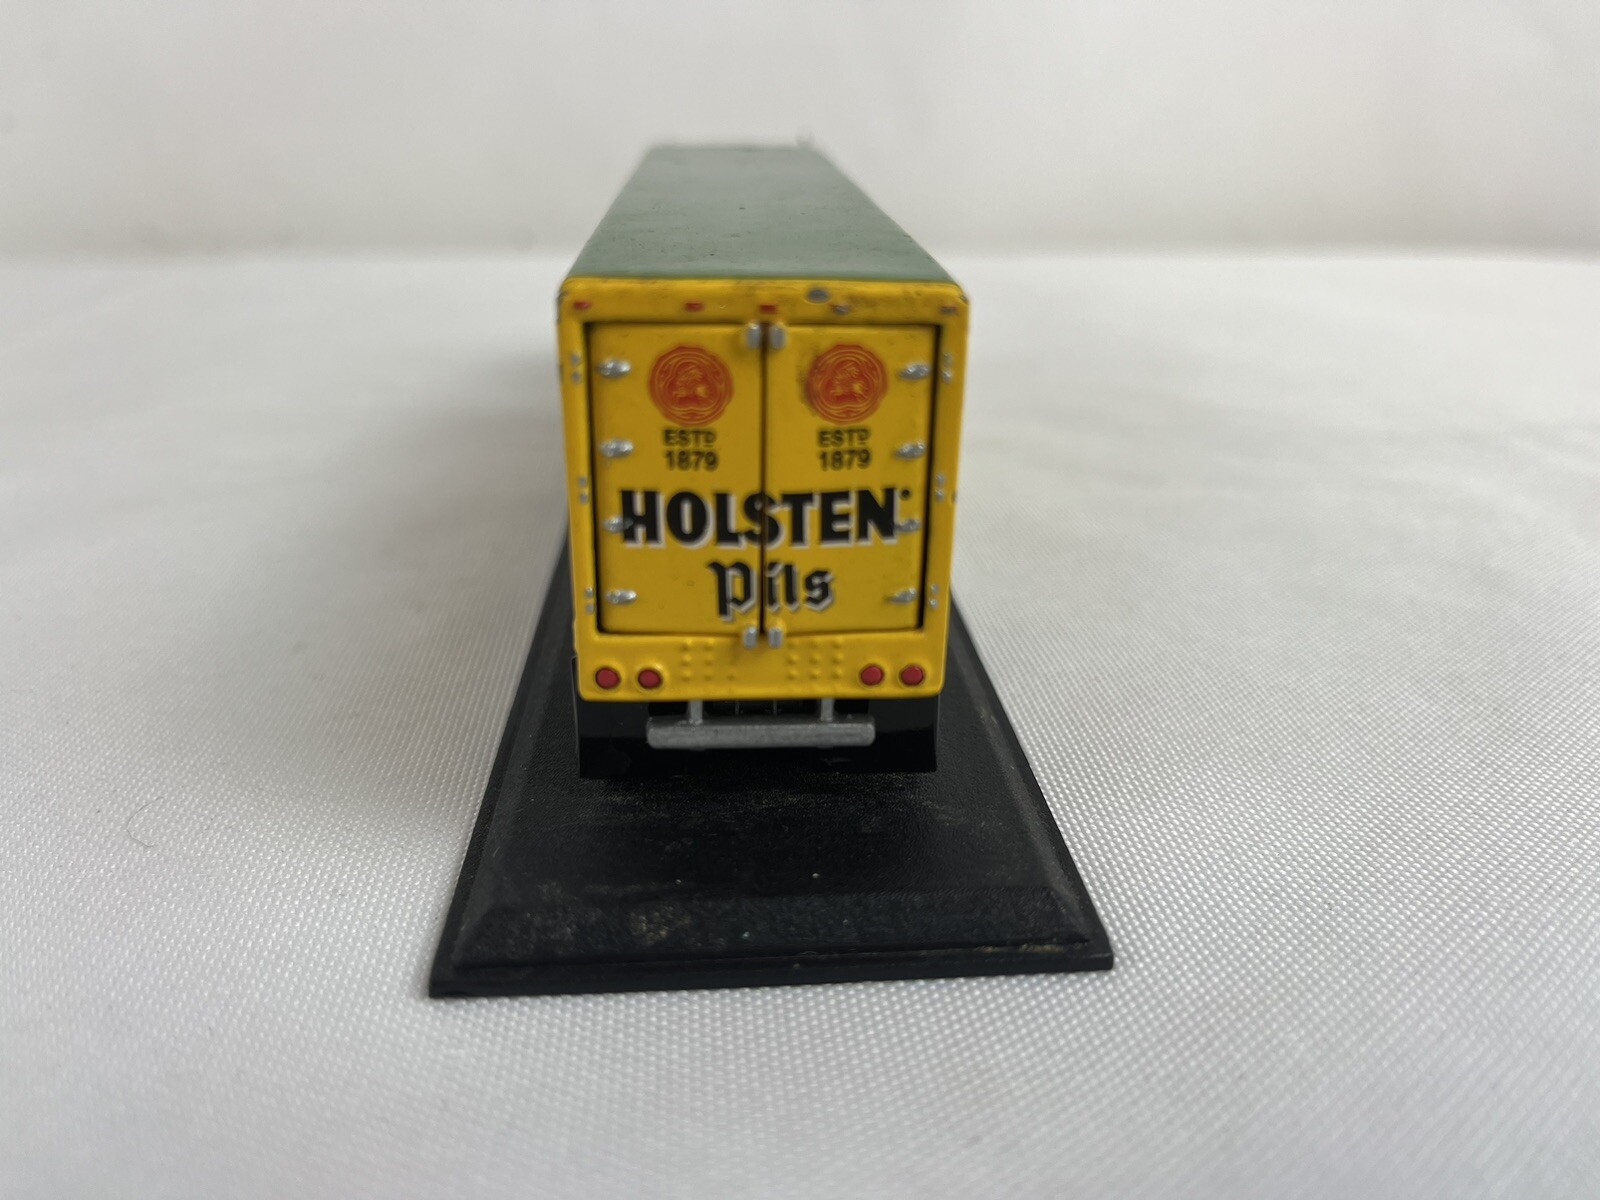 ESTD ESTD
1879 1879
HOLSTEN
Pils